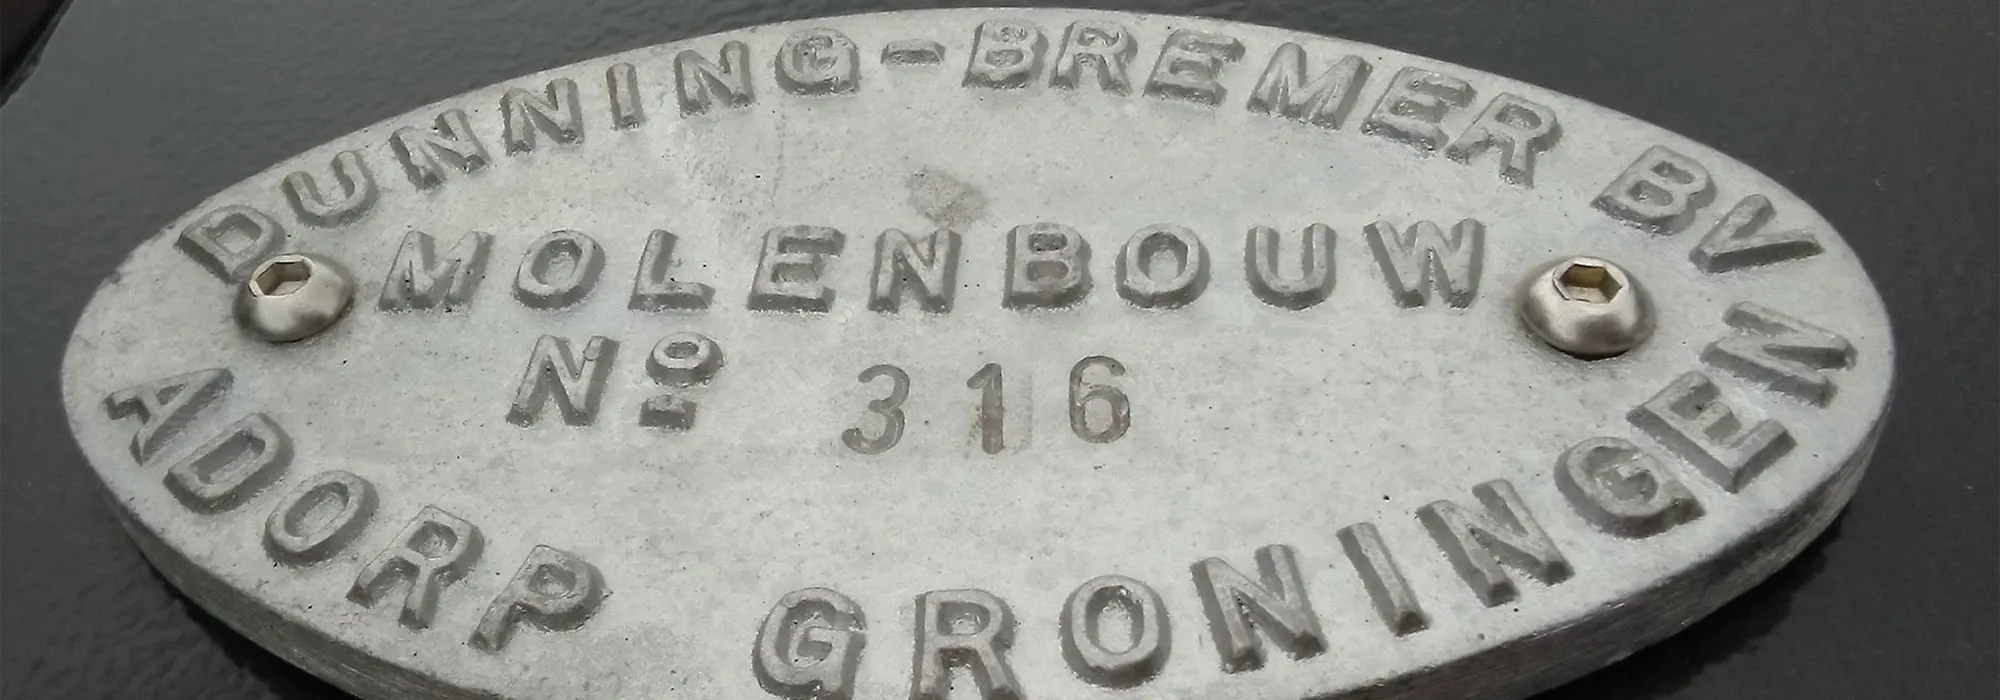 DUNNING-BREMER BV
MOLENBOUW
Nº 316
ADORP GRONINGEN